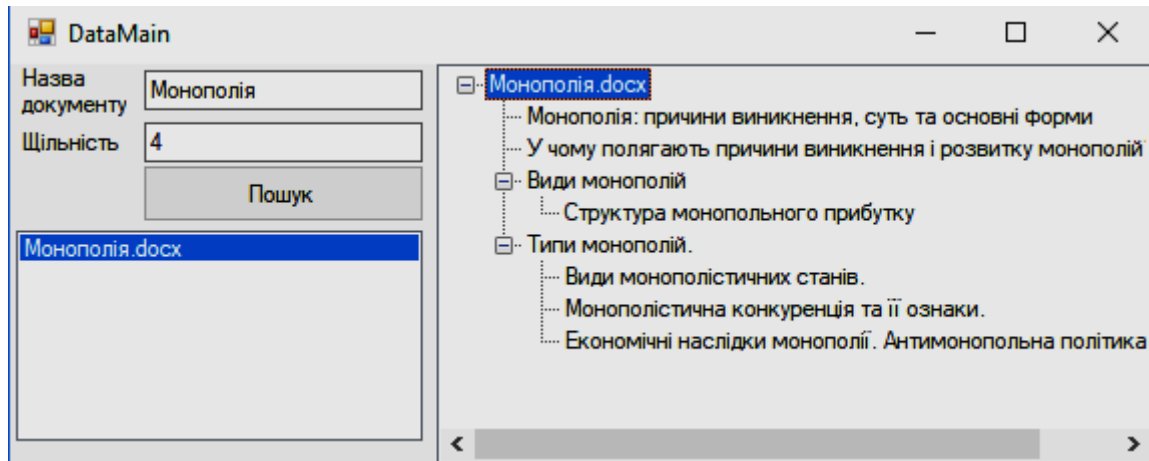 DataMain
Назва
документу
Монополія
Щільність
4
Пошук
Монополія.docx
Монополія.docx
Монополія: причини виникнення, суть та основні форми
У чому полягають причини виникнення і розвитку монополій
Види монополій
Структура монопольного прибутку
Типи монополій.
Види монополістичних станів.
Монополістична конкуренція та її ознаки.
Економічні наслідки монополії. Антимонопольна політика